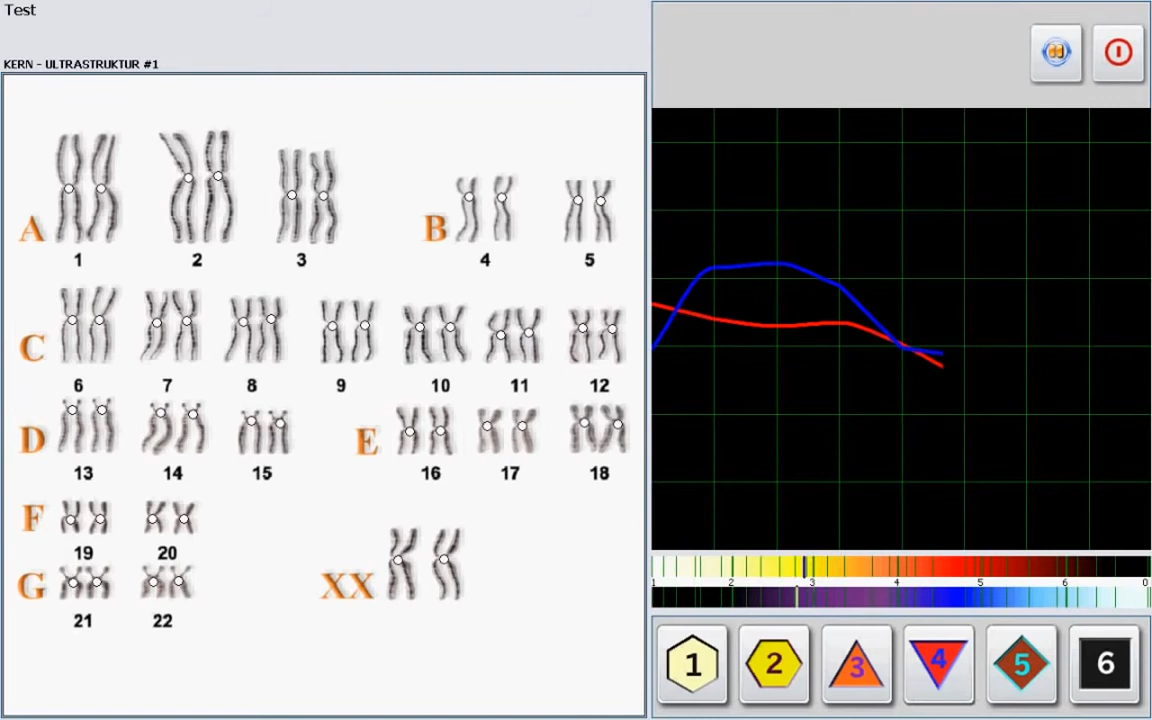 Test
KERN - ULTRASTRUKTUR #1
A
1 2 3
B
4 5
C
6 7 8 9 10 11 12
D
13 14 15
E
16 17 18
F
19 20
G
21 22
XX
1 2 3 4 5 6 0
1 2 3 4 5 6